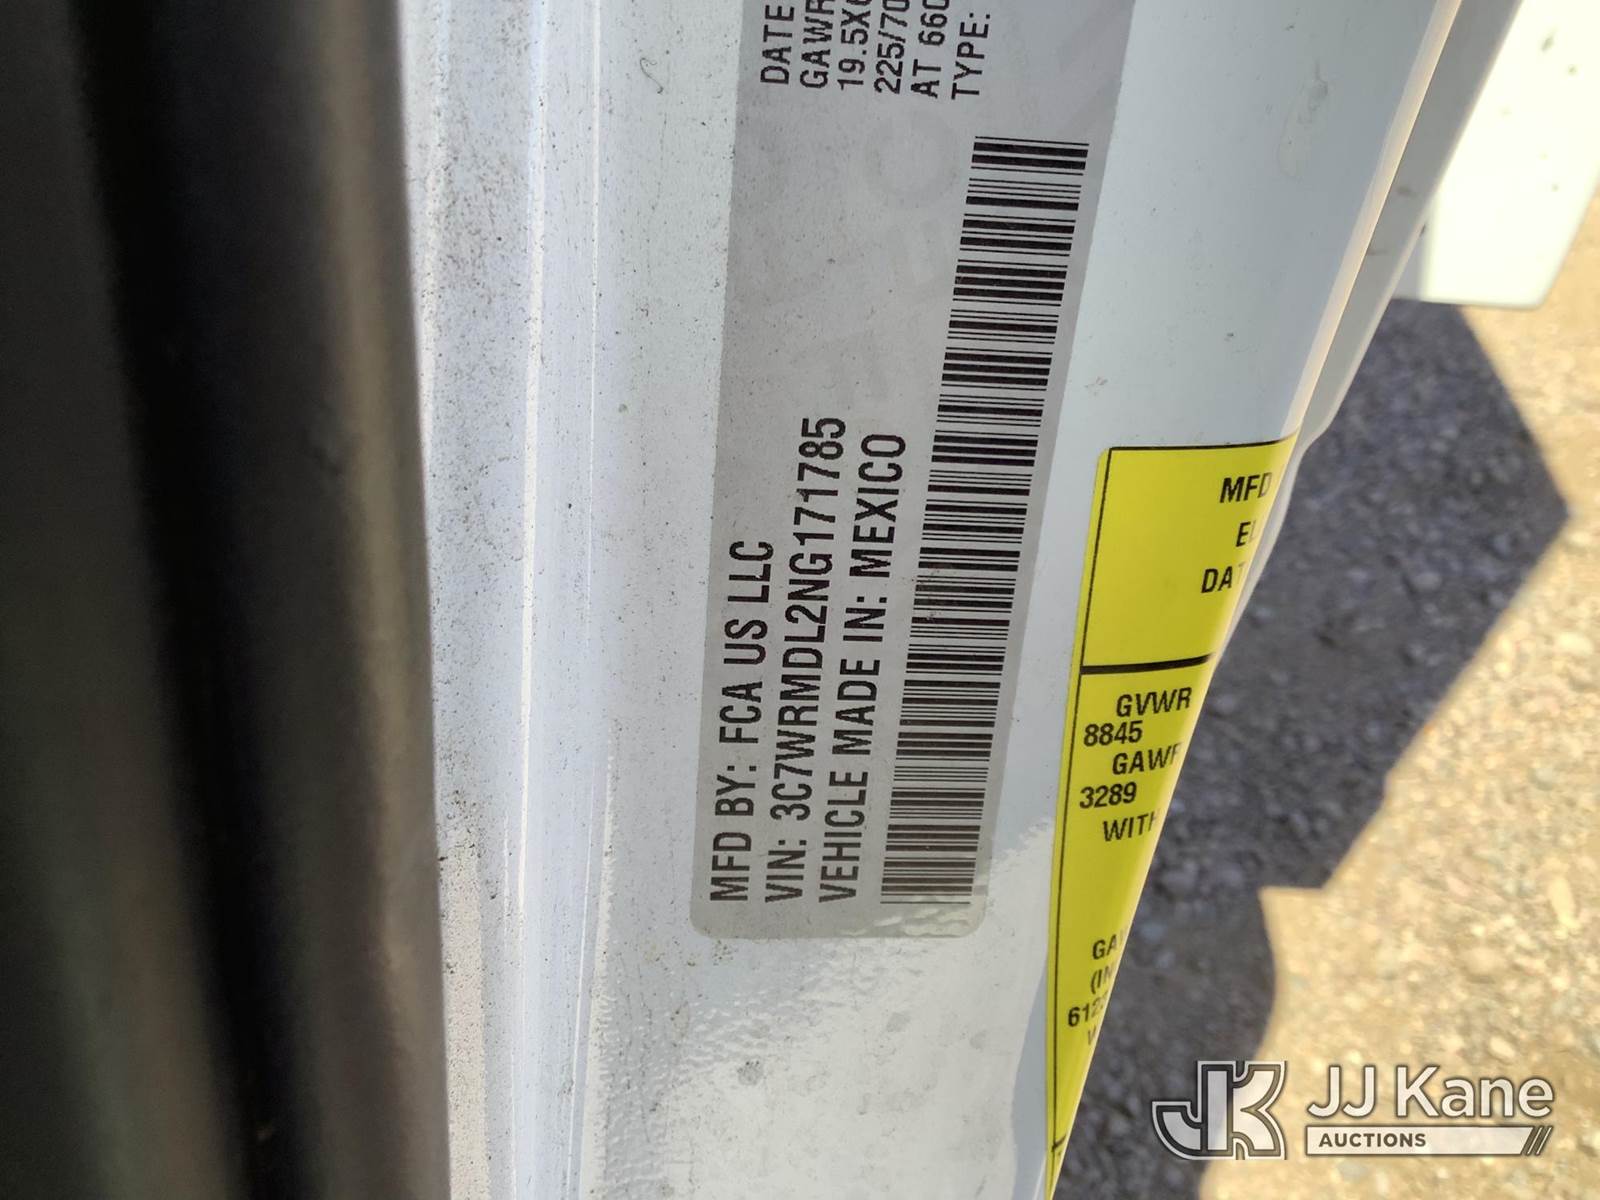 MFD BY: FCA US LLC
VIN: 3C7WRMDL2NG171785
VEHICLE MADE IN: MEXICO
DATE
GAWR
19.5X6
225/70
AT 660
TYPE:
MFD
DAT
GVWR
8845
GAWR
3289
WITH
JJ Kane
AUCTIONS